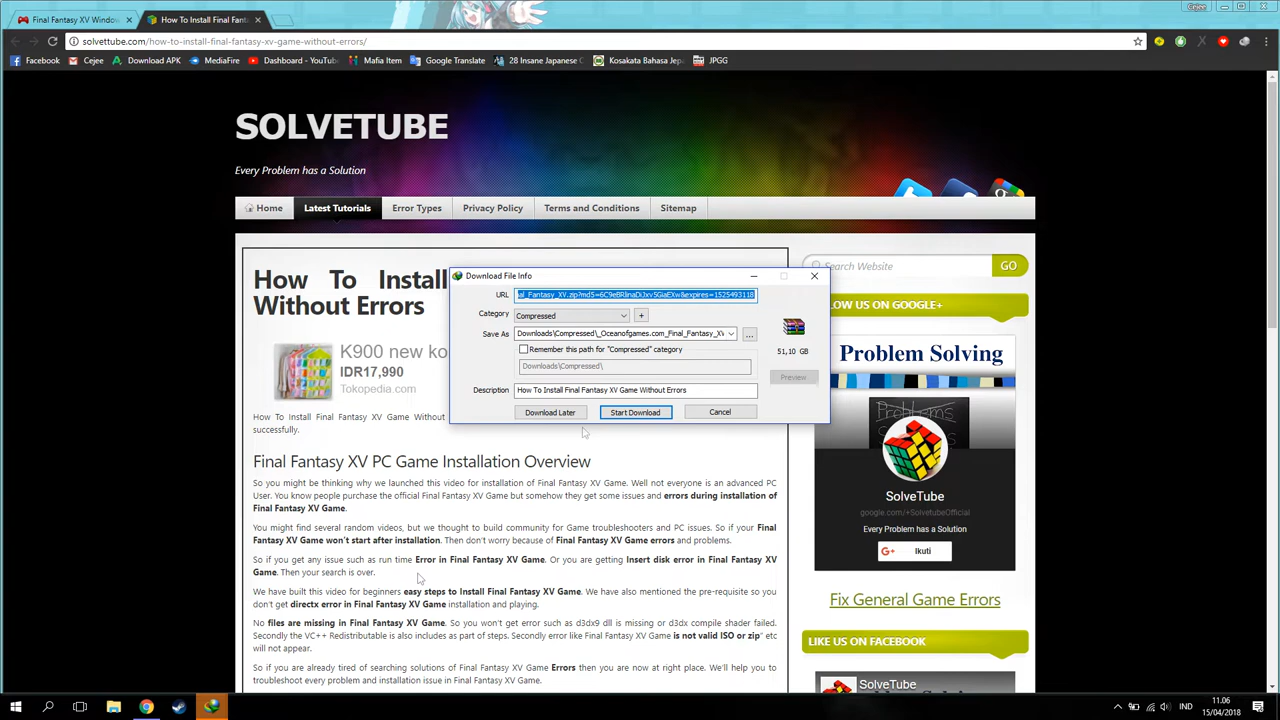 Final Fantasy XV Window
How To Install Final Fant
Cejee
solvettube.com/how-to-install-final-fantasy-xv-game-without-errors/
Facebook
Cejee
Download APK
MediaFire
Dashboard - YouTube
Mafia Item
Google Translate
28 Insane Japanese C
Kosakata Bahasa Jep
JPGG
SOLVETUBE
Every Problem has a Solution
Home
Latest Tutorials
Error Types
Privacy Policy
Terms and Conditions
Sitemap
How To Install
Without Errors
K900 new ko
IDR17,990
Tokopedia.com
How To Install Final Fantasy XV Game Without
successfully.
Download File Info
URL
al_Fantasy_XV.zip?md5=6C9eBRlinaDiJxvSGiaEXw&expires=1525493118
Category
Compressed
+
Save As
Downloads\Compressed\_Oceanofgames.com_Final_Fantasy_X\
...
Remember this path for "Compressed" category
Downloads\Compressed\
51,10 GB
Preview
Description
How To Install Final Fantasy XV Game Without Errors
Download Later
Start Download
Cancel
Final Fantasy XV PC Game Installation Overview
So you might be thinking why we launched this video for installation of Final Fantasy XV Game. Well not everyone is an advanced PC
User. You know people purchase the official Final Fantasy XV Game but somehow they get some issues and errors during installation of
Final Fantasy XV Game.
You might find several random videos, but we thought to build community for Game troubleshooters and PC issues. So if your Final
Fantasy XV Game won't start after installation. Then don't worry because of Final Fantasy XV Game errors and problems.
So if you get any issue such as run time Error in Final Fantasy XV Game. Or you are getting Insert disk error in Final Fantasy XV
Game. Then your search is over.
We have built this video for beginners easy steps to Install Final Fantasy XV Game. We have also mentioned the pre-requisite so you
don't get directx error in Final Fantasy XV Game installation and playing.
No files are missing in Final Fantasy XV Game. So you won't get error such as d3dx9 dll is missing or d3dx compile shader failed.
Secondly the VC++ Redistributable is also includes as part of steps. Secondly error like Final Fantasy XV Game is not valid ISO or zip" etc
will not appear.
So if you are already tired of searching solutions of Final Fantasy XV Game Errors then you are now at right place. We'll help you to
troubleshoot every problem and installation issue in Final Fantasy XV Game.
Search Website
GO
LOW US ON GOOGLE+
Problem Solving
Problems
SolveTube
google.com/+SolvetubeOfficial
Every Problem has a Solution
G+
Ikuti
Fix General Game Errors
LIKE US ON FACEBOOK
SolveTube
IND
11.06
15/04/2018